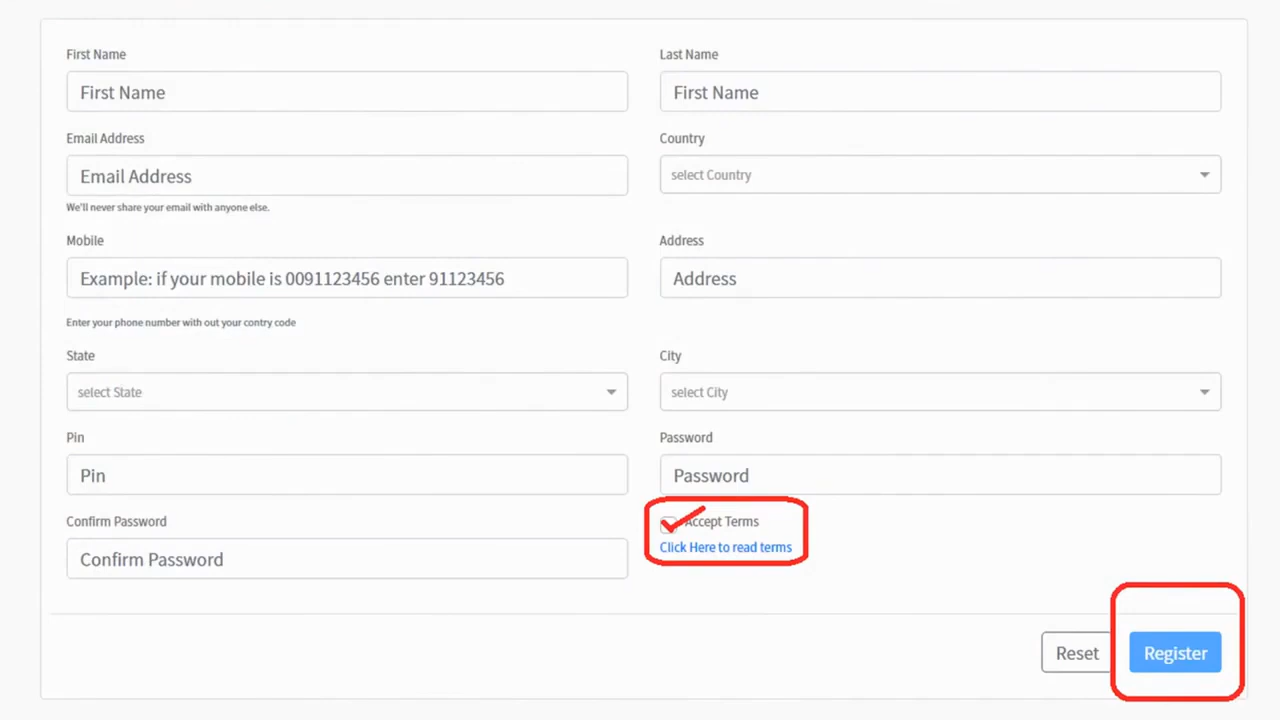 First Name
Last Name
First Name
First Name
Email Address
Country
Email Address
select Country
We'll never share your email with anyone else.
Mobile
Address
Example: if your mobile is 0091123456 enter 91123456
Address
Enter your phone number with out your contry code
State
City
select State
select City
Pin
Password
Pin
Password
Confirm Password
Accept Terms
Click Here to read terms
Confirm Password
Reset
Register